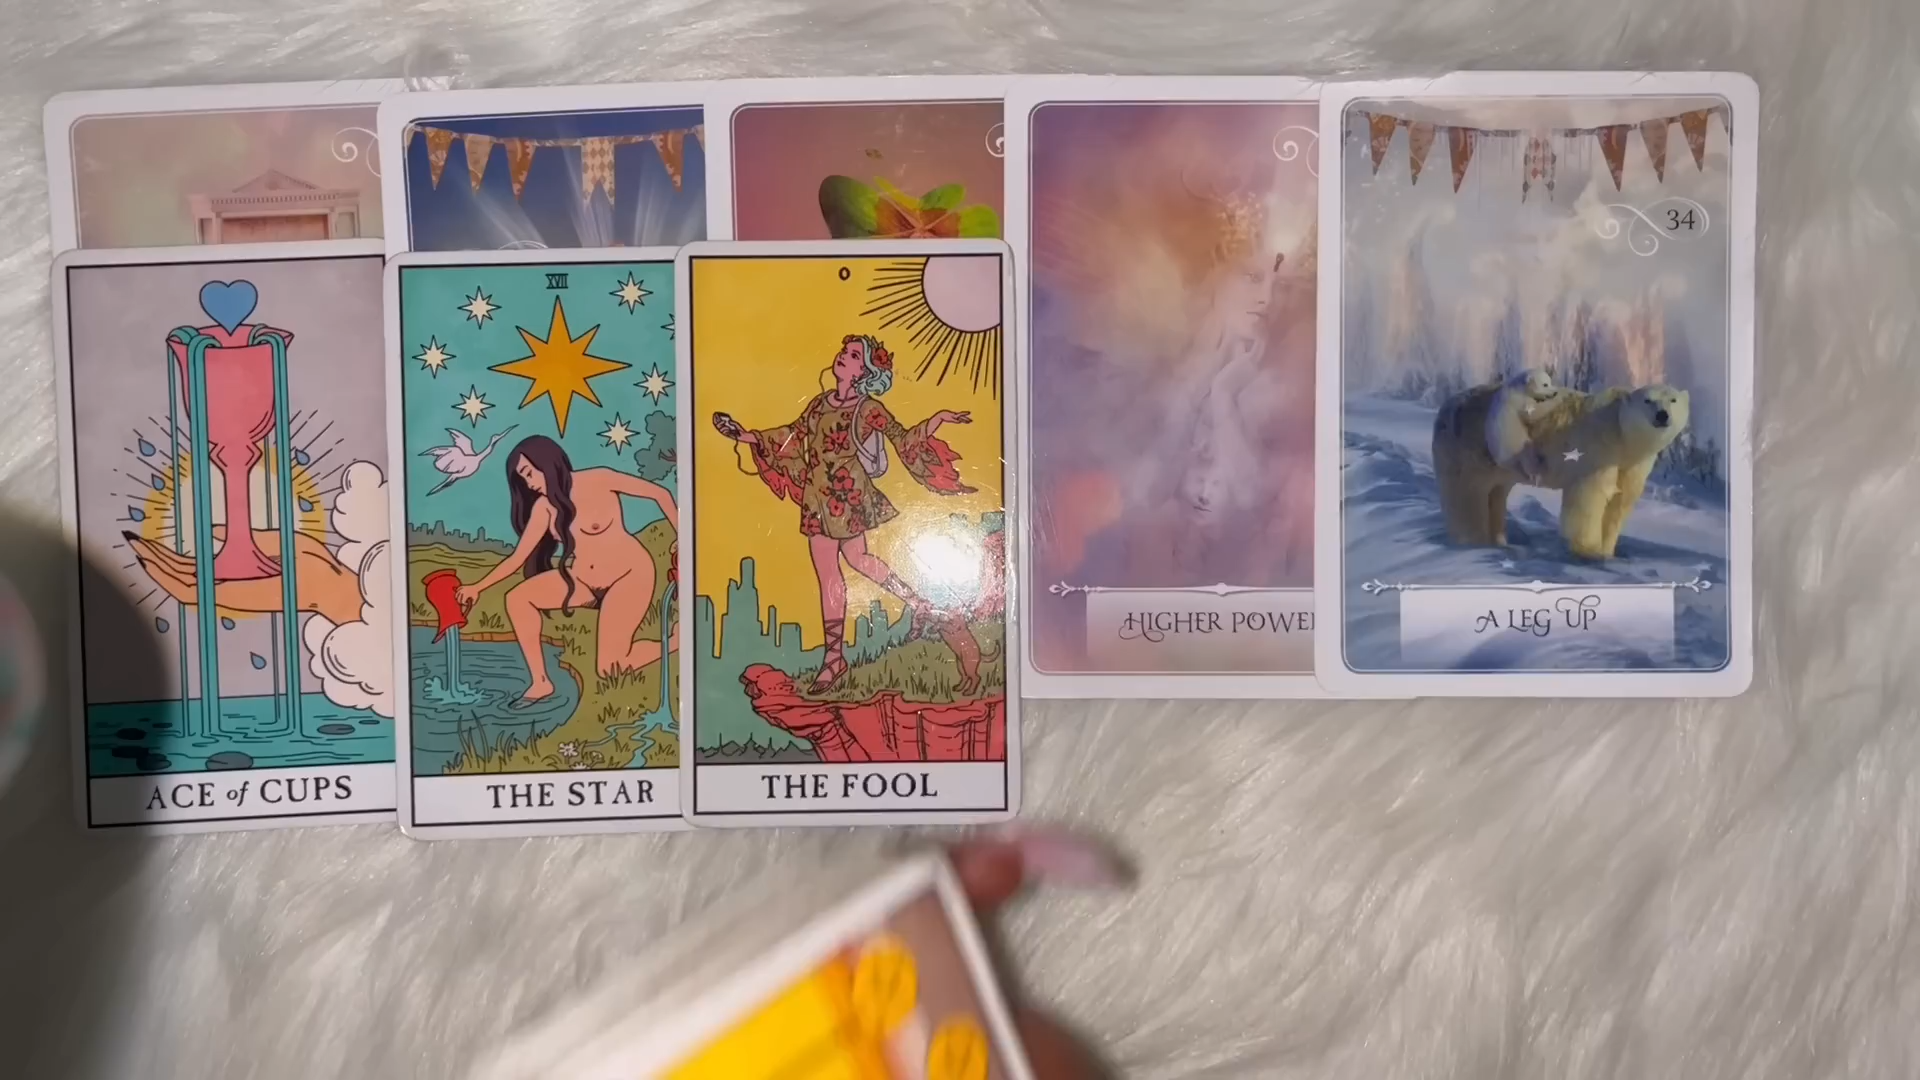 34
HIGHER POWE
A LEG UP
XVII
0
ACE of CUPS
THE STAR
THE FOOL